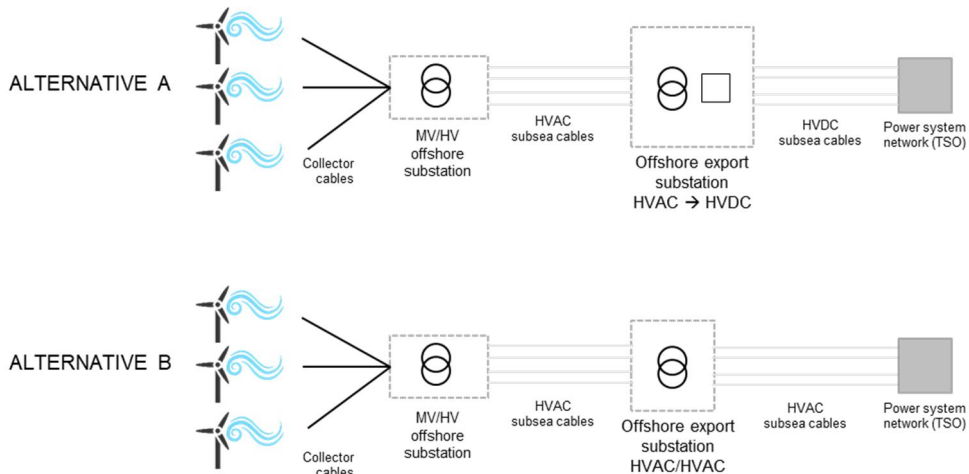 ALTERNATIVE A
Collector
cables
MV/HV
offshore
substation
HVAC
subsea cables
Offshore export
substation
HVAC → HVDC
HVDC
subsea cables
Power system
network (TSO)
ALTERNATIVE B
Collector
cables
MV/HV
offshore
substation
HVAC
subsea cables
Offshore export
substation
HVAC/HVAC
HVAC
subsea cables
Power system
network (TSO)